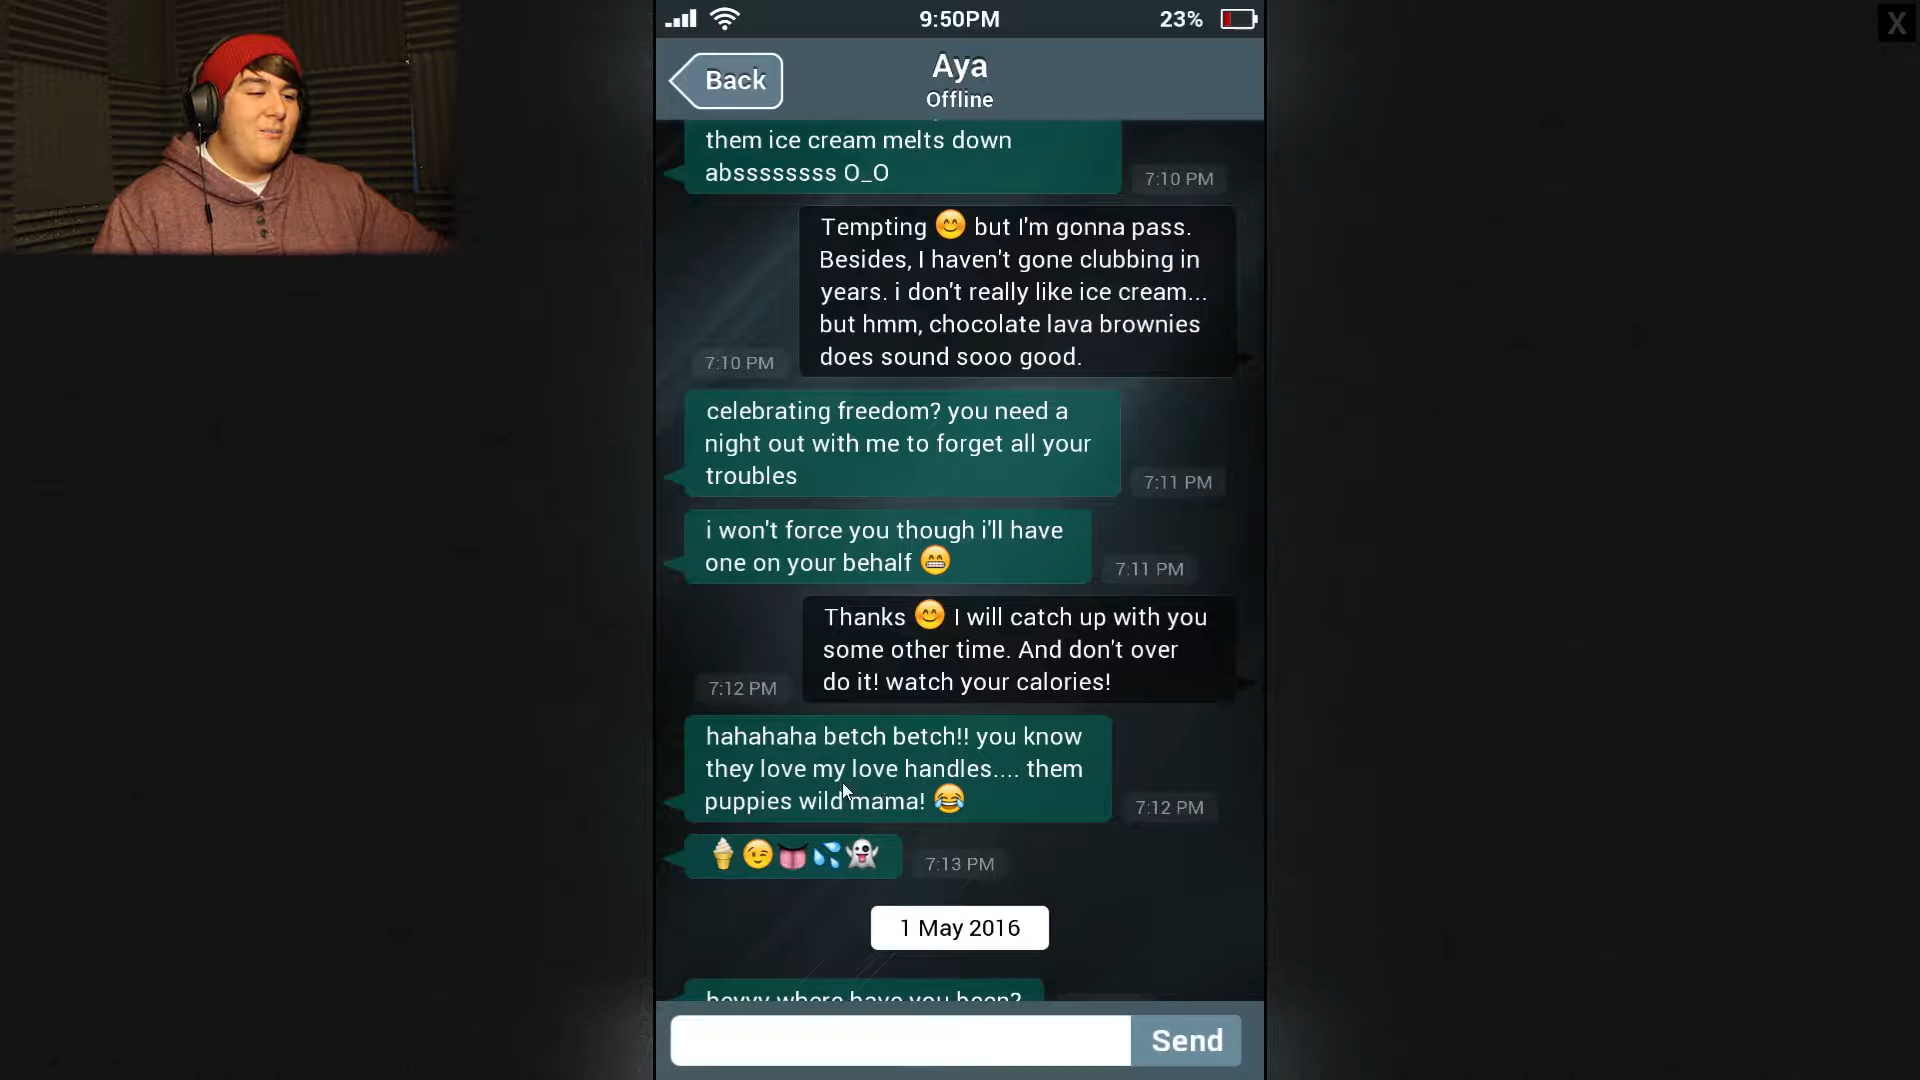 9:50PM
23%
X
Back
Aya
Offline
them ice cream melts down
abssssssss O_O
7:10 PM
Tempting 😊 but I'm gonna pass.
Besides, I haven't gone clubbing in
years. i don't really like ice cream...
but hmm, chocolate lava brownies
does sound sooo good.
7:10 PM
celebrating freedom? you need a
night out with me to forget all your
troubles
7:11 PM
i won't force you though i'll have
one on your behalf 😁
7:11 PM
Thanks 😊 I will catch up with you
some other time. And don't over
do it! watch your calories!
7:12 PM
hahahaha betch betch!! you know
they love my love handles.... them
puppies wild mama! 😂
7:12 PM
🍦😉👅💦👻
7:13 PM
1 May 2016
heyyy where have you been?
Send